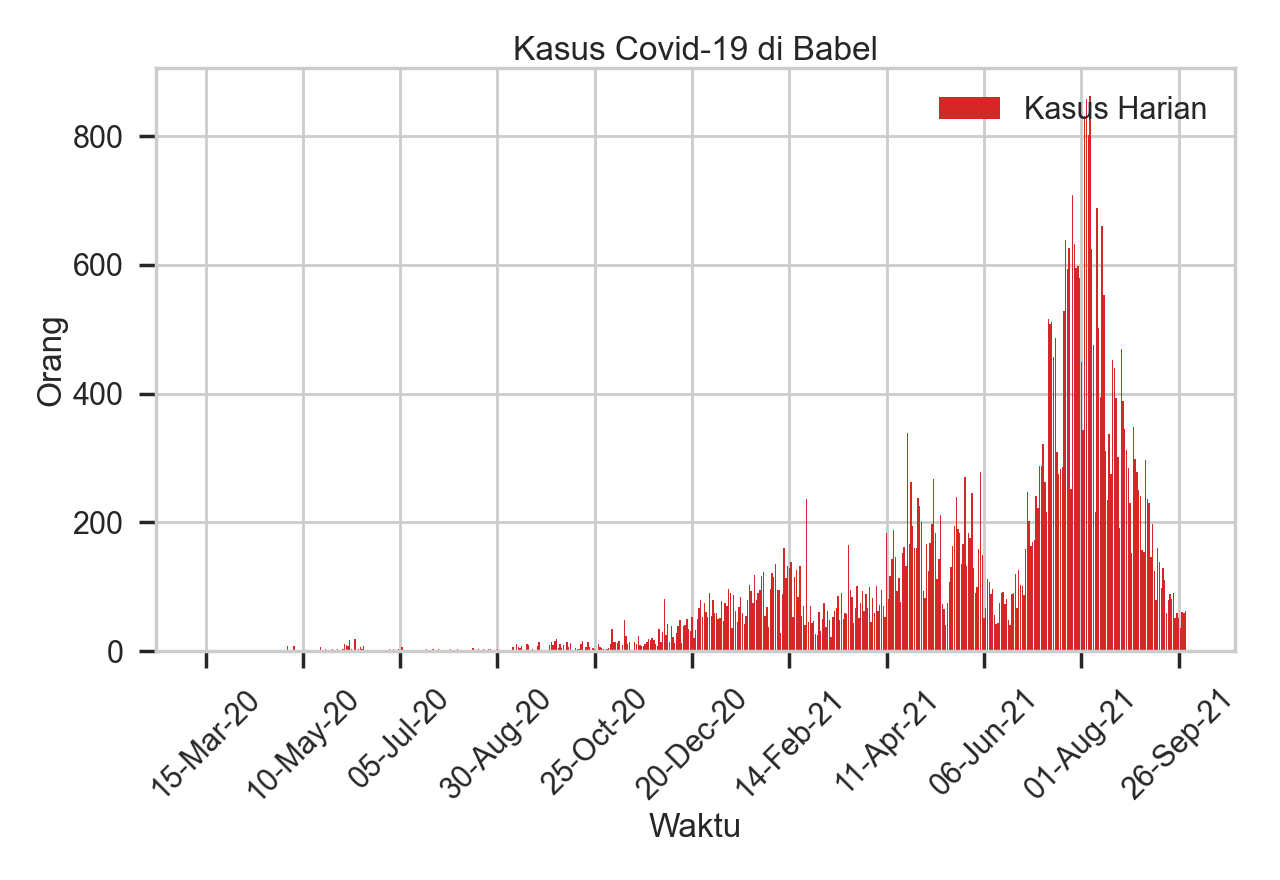 Kasus Covid-19 di Babel
Kasus Harian
800
600
400
200
0
Orang
15-Mar-20
10-May-20
05-Jul-20
30-Aug-20
25-Oct-20
20-Dec-20
14-Feb-21
11-Apr-21
06-Jun-21
01-Aug-21
26-Sep-21
Waktu